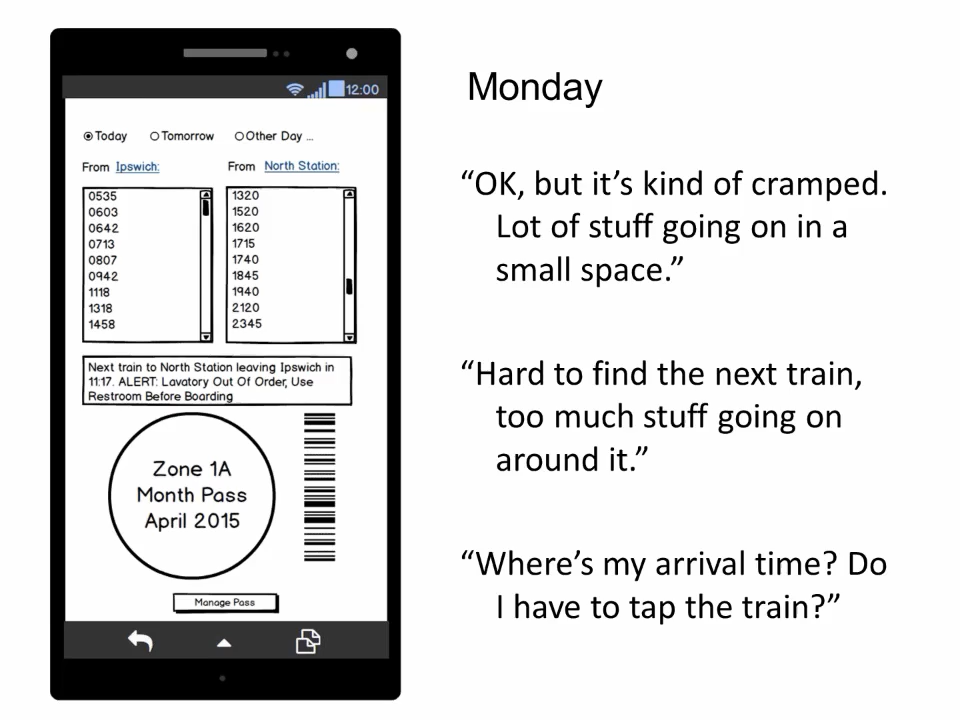 12:00
Today Tomorrow Other Day ...
From Ipswich: From North Station:
0535
0603
0642
0713
0807
0942
1118
1318
1458
1320
1520
1620
1715
1740
1845
1940
2120
2345
Next train to North Station leaving Ipswich in
11:17. ALERT: Lavatory Out Of Order, Use
Restroom Before Boarding
Zone 1A
Month Pass
April 2015
Manage Pass
Monday
“OK, but it’s kind of cramped.
Lot of stuff going on in a
small space.”
“Hard to find the next train,
too much stuff going on
around it.”
“Where’s my arrival time? Do
I have to tap the train?”